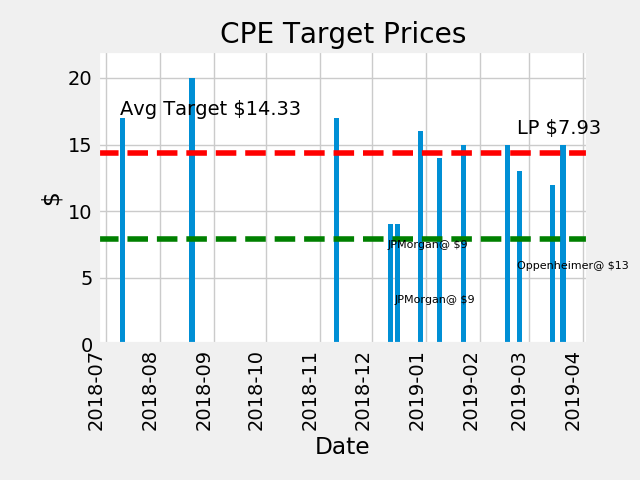 CPE Target Prices
20
Avg Target $14.33
LP $7.93
15
$
10
JPMorgan@ $9
Oppenheimer@ $13
5
JPMorgan@ $9
0
2018-07
2018-08
2018-09
2018-10
2018-11
2018-12
2019-01
2019-02
2019-03
2019-04
Date